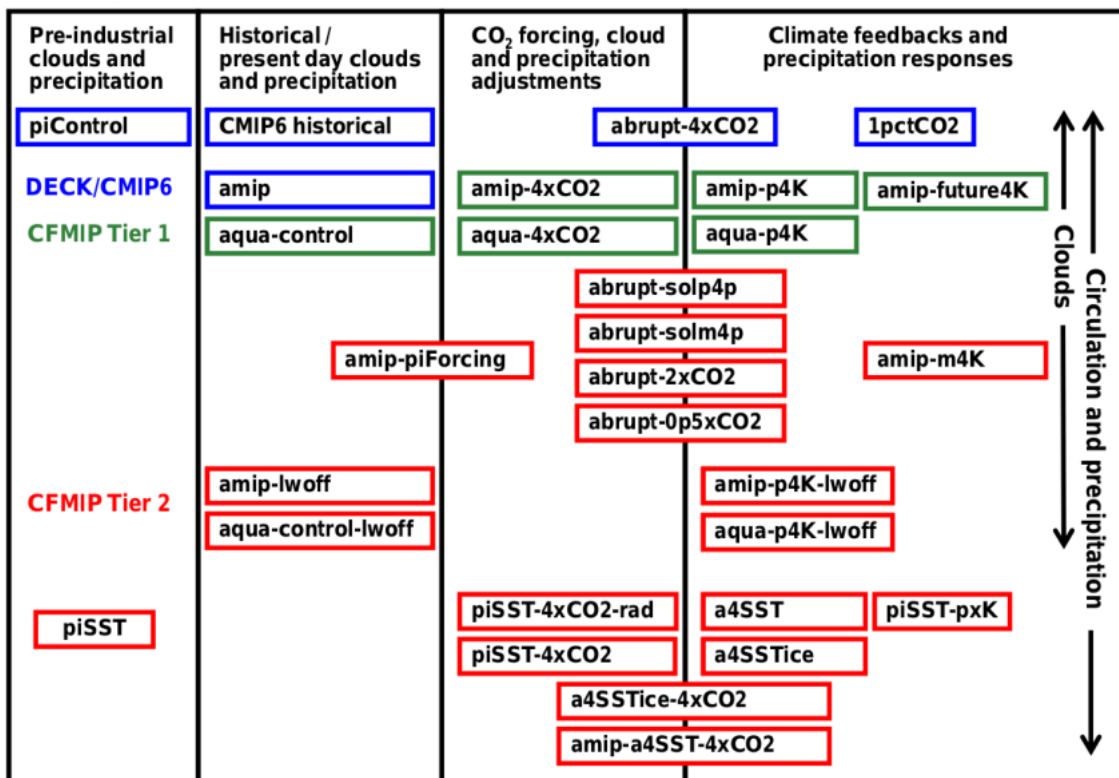 Pre-industrial
clouds and
precipitation
Historical /
present day clouds
and precipitation
CO₂ forcing, cloud
and precipitation
adjustments
Climate feedbacks and
precipitation responses
piControl
CMIP6 historical
abrupt-4xCO2
1pctCO2
DECK/CMIP6
amip
amip-4xCO2
amip-p4K
amip-future4K
CFMIP Tier 1
aqua-control
aqua-4xCO2
aqua-p4K
abrupt-solp4p
abrupt-solm4p
amip-piForcing
abrupt-2xCO2
amip-m4K
abrupt-0p5xCO2
CFMIP Tier 2
amip-lwoff
amip-p4K-lwoff
aqua-control-lwoff
aqua-p4K-lwoff
piSST
piSST-4xCO2-rad
a4SST
piSST-pxK
piSST-4xCO2
a4SSTice
a4SSTice-4xCO2
amip-a4SST-4xCO2
Clouds
Circulation and precipitation